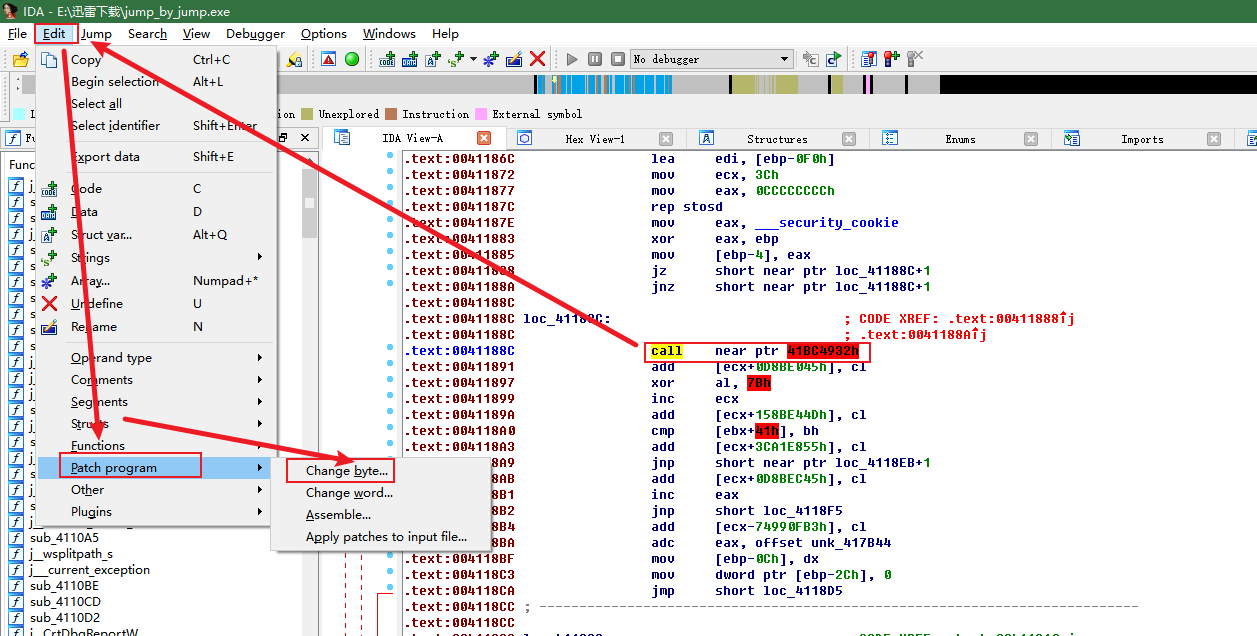 IDA - E:\迅雷下载\jump_by_jump.exe
File Edit Jump Search View Debugger Options Windows Help
No debugger
Unexplored Instruction External symbol
IDA View-A Hex View-1 Structures Enums Imports
Copy Ctrl+C
Begin selection Alt+L
Select all
Select identifier Shift+Enter
Export data Shift+E
Code C
Data D
Struct var... Alt+Q
Strings
Array... Numpad+*
Undefine U
Rename N
Operand type
Comments
Segments
Structs
Functions
Patch program
Other
Plugins
Change byte...
Change word...
Assemble...
Apply patches to input file...
sub_4110A5
j__wsplitpath_s
j___current_exception
sub_4110BE
sub_4110CD
sub_4110D2
j__CrtDbgReportW
.text:0041186C lea edi, [ebp-0F0h]
.text:00411872 mov ecx, 3Ch
.text:00411877 mov eax, 0CCCCCCCCh
.text:0041187C rep stosd
.text:0041187E mov eax, ___security_cookie
.text:00411883 xor eax, ebp
.text:00411885 mov [ebp-4], eax
.text:00411888 jz short near ptr loc_41188C+1
.text:0041188A jnz short near ptr loc_41188C+1
.text:0041188C
.text:0041188C loc_41188C: ; CODE XREF: .text:00411888↑j
.text:0041188C ; .text:0041188A↑j
.text:0041188C call near ptr 41BC4932h
.text:00411891 add [ecx+0D8BE045h], cl
.text:00411897 xor al, 7Bh
.text:00411899 inc ecx
.text:0041189A add [ecx+158BE44Dh], cl
.text:004118A0 cmp [ebx+41h], bh
.text:004118A3 add [ecx+3CA1E855h], cl
4118A9 jnp short near ptr loc_4118EB+1
4118AB add [ecx+0D8BEC45h], cl
4118B1 inc eax
4118B2 jnp short loc_4118F5
4118B4 add [ecx-74990FB3h], cl
4118BA adc eax, offset unk_417B44
.text:004118BF mov [ebp-0Ch], dx
.text:004118C3 mov dword ptr [ebp-2Ch], 0
.text:004118CA jmp short loc_4118D5
.text:004118CC ; ---------------------------------------------------------------------------
.text:004118CC